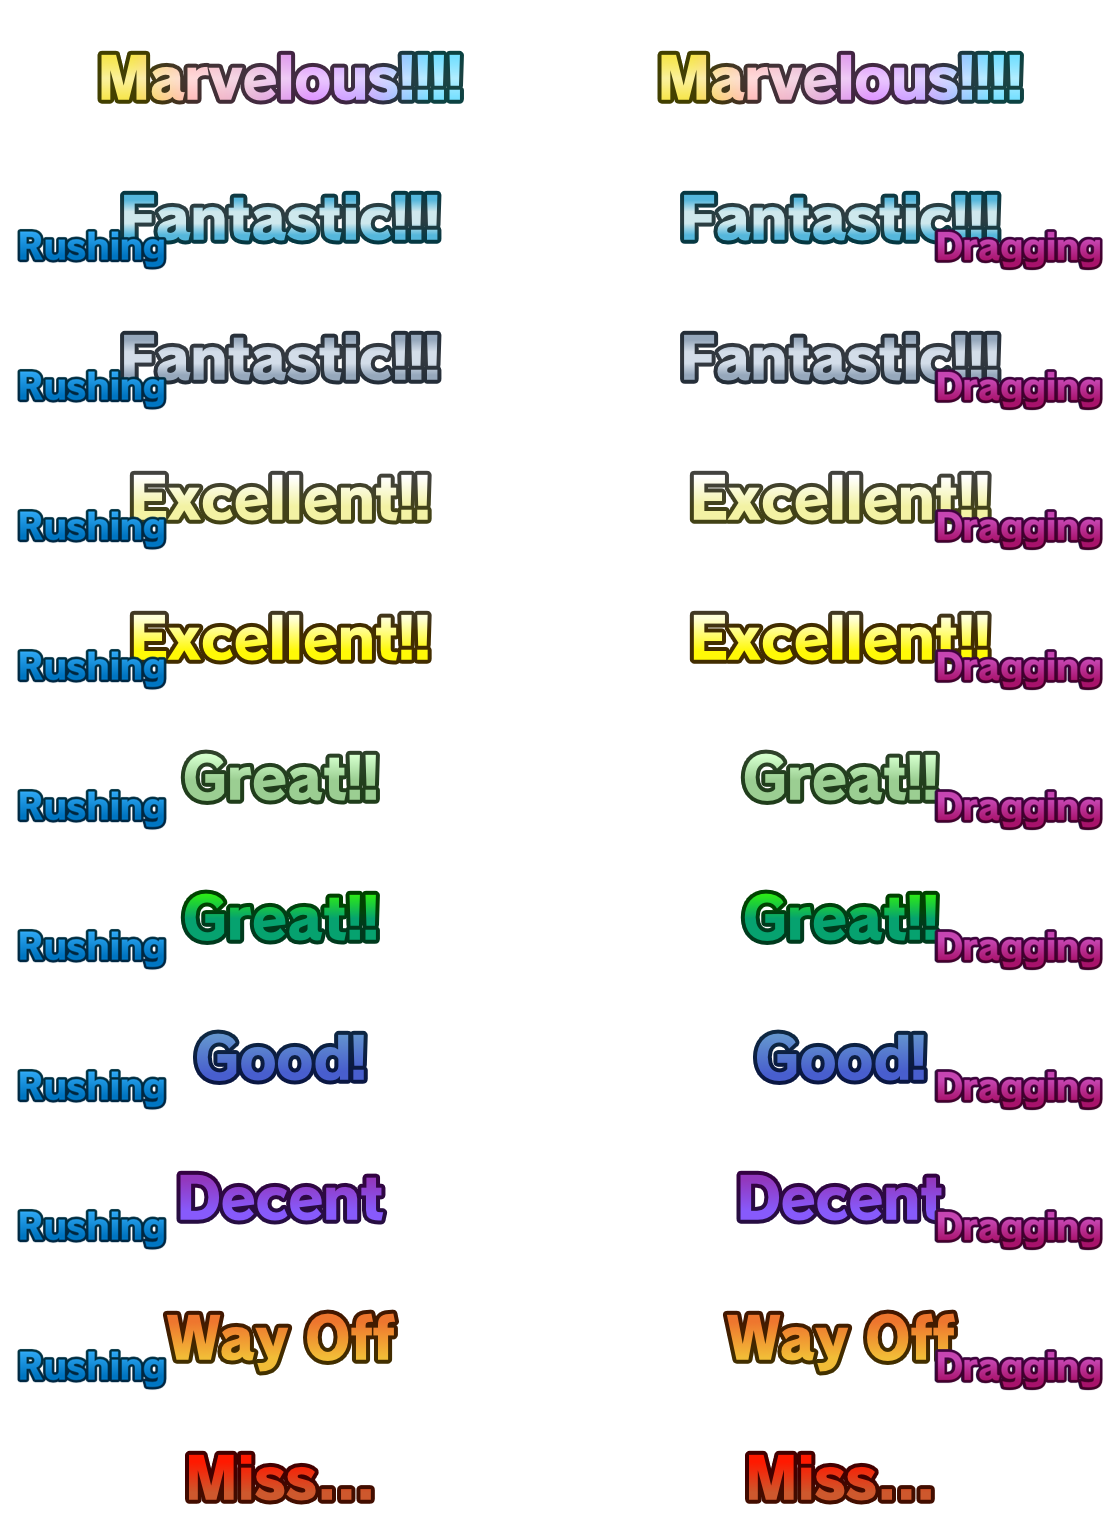 Marvelous!!!! Marvelous!!!!
Fantastic!!! Fantastic!!!
Rushing Dragging
Fantastic!!! Fantastic!!!
Rushing Dragging
Excellent!! Excellent!!
Rushing Dragging
Excellent!! Excellent!!
Rushing Dragging
Great!! Great!!
Rushing Dragging
Great!! Great!!
Rushing Dragging
Good! Good!
Rushing Dragging
Decent Decent
Rushing Dragging
Way Off Way Off
Rushing Dragging
Miss... Miss...